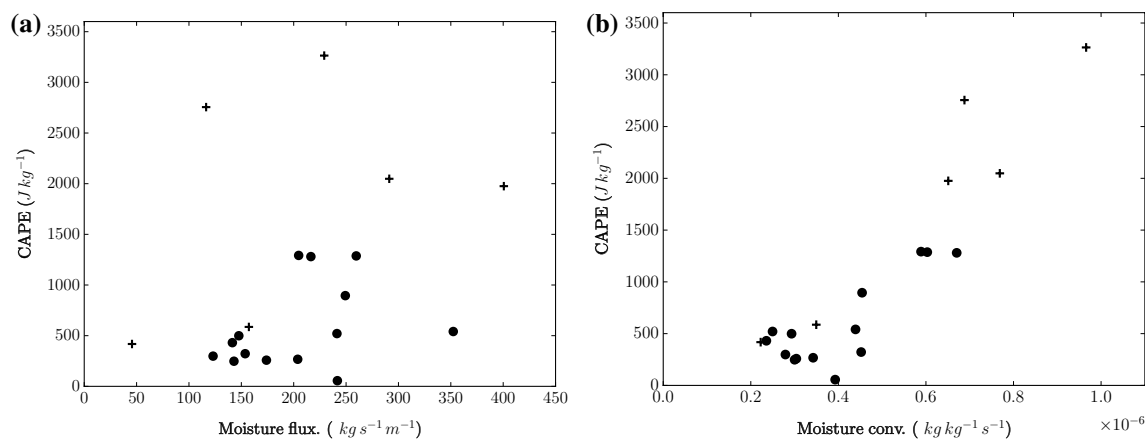 (a)
3500
3000
2500
2000
1500
1000
500
0
CAPE (J kg⁻¹)
0 50 100 150 200 250 300 350 400 450
Moisture flux. ( kg s⁻¹ m⁻¹)
(b)
3500
3000
2500
2000
1500
1000
500
0
CAPE (J kg⁻¹)
0.0 0.2 0.4 0.6 0.8 1.0
×10⁻⁶
Moisture conv. ( kg kg⁻¹ s⁻¹)